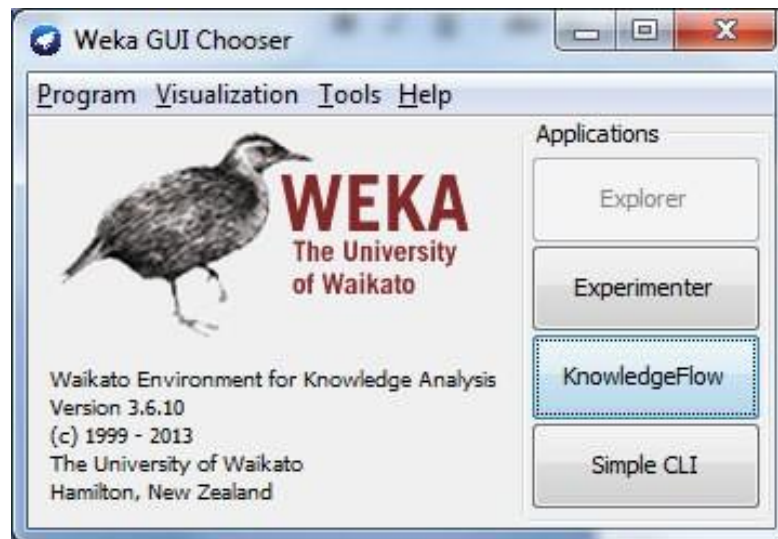 Weka GUI Chooser
Program Visualization Tools Help
WEKA
The University
of Waikato
Waikato Environment for Knowledge Analysis
Version 3.6.10
(c) 1999 - 2013
The University of Waikato
Hamilton, New Zealand
Applications
Explorer
Experimenter
KnowledgeFlow
Simple CLI